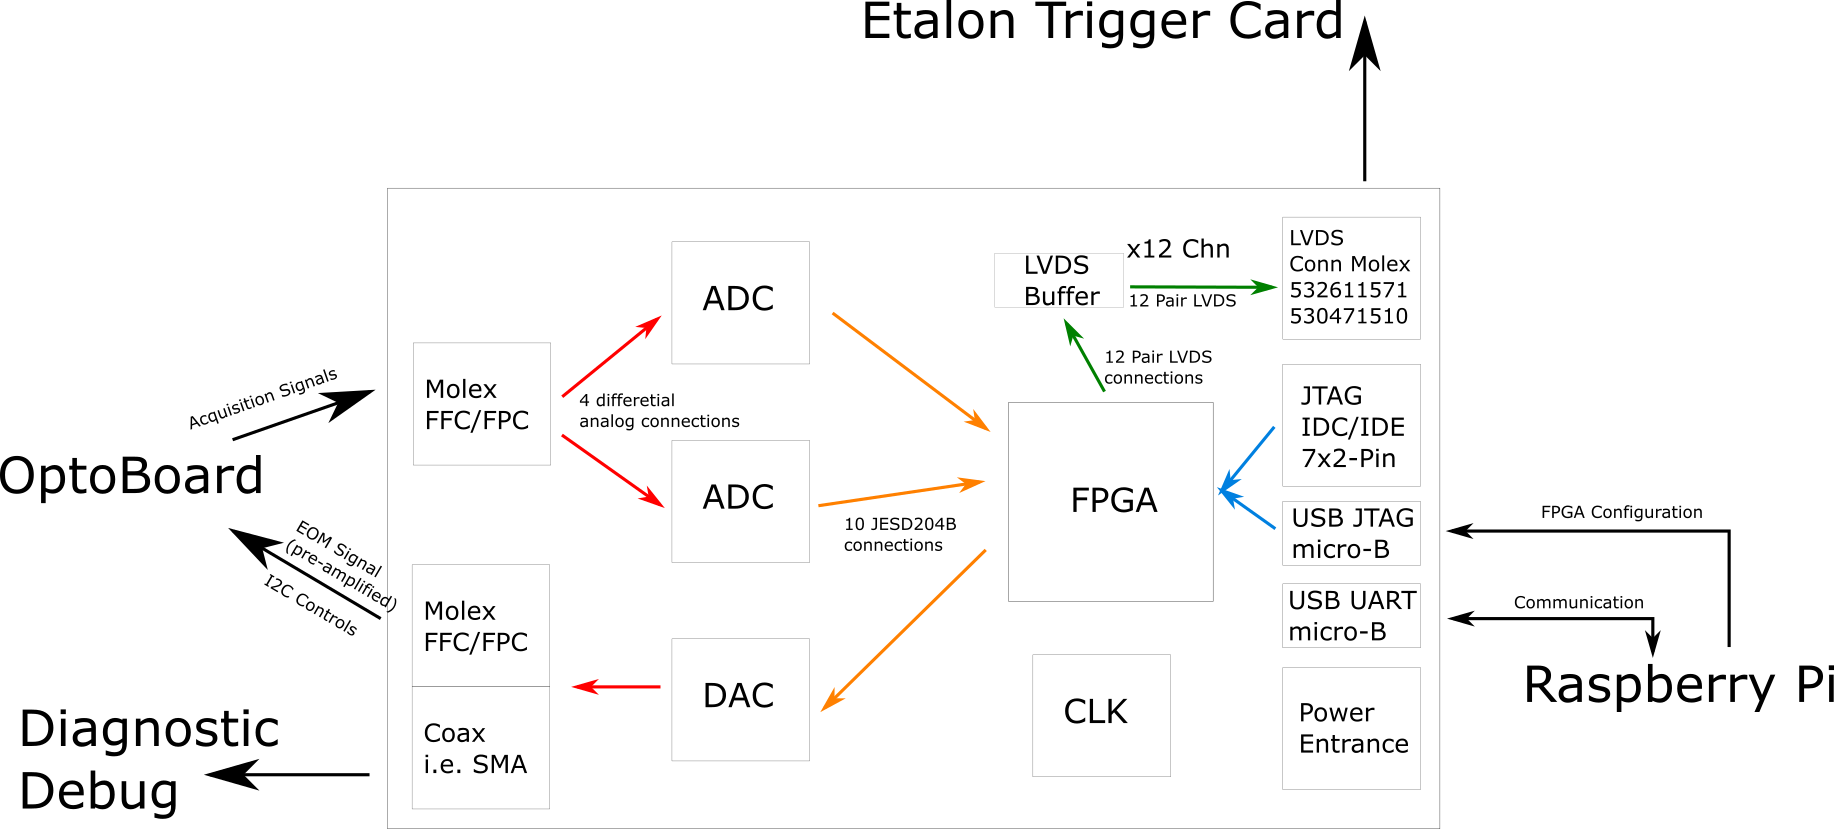 Etalon Trigger Card
x12 Chn
LVDS
Buffer
12 Pair LVDS
LVDS
Conn Molex
532611571
530471510
ADC
12 Pair LVDS
connections
Acquisition Signals
Molex
FFC/FPC
4 differetial
analog connections
JTAG
IDC/IDE
7x2-Pin
OptoBoard
ADC
FPGA
10 JESD204B
connections
USB JTAG
micro-B
FPGA Configuration
EOM Signal
(pre-amplified)
I2C Controls
Molex
FFC/FPC
USB UART
micro-B
Communication
Raspberry Pi
DAC
CLK
Power
Entrance
Diagnostic
Debug
Coax
i.e. SMA